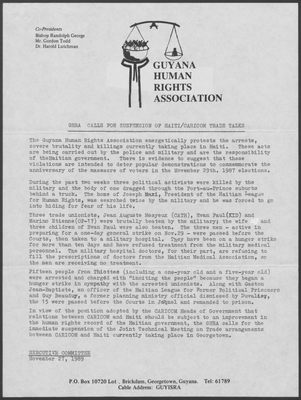 Co-Presidents
Bishop Randolph George
Mr. Gordon Todd
Dr. Harold Lutchman
GUYANA
HUMAN
RIGHTS
ASSOCIATION
GHRA CALLS FOR SUSPENSION OF HAITI/CARICOM TRADE TALKS
The Guyana Human Rights Association energetically protests the arrests,
severe brutality and killings currently taking place in Haiti. These acts
are being carried out by the police and military and are the responsibility
of theHaitian government. There is evidence to suggest that these
violations are intended to deter popular demonstrations to commemorate the
anniversary of the massacre of voters in the November 29th, 1987 elections.
During the past two weeks three political activists were killed by the
military and the body of one dragged through the Port-au-Prince suburbs
behind a truck. The home of Joseph Maxi, President of the Haitian League
for Human Rights, was searched twice by the military and he was forced to go
into hiding for fear of his life.
Three trade unionists, Jean Auguste Meyzeut (CATH), Evan Paul(KID) and
Marino Etienne(OP-17) were brutally beaten by the military. The wife and
three children of Evan Paul were also beaten. The three men - active in
preparing for a one-day general strike on Nov.29 - were passed before the
Courts, then taken to a military hospital. They have been on a hunger strike
for more than ten days and have refused treatment from the military medical
personnel. The military hospital doctors, for their part, are refusing to
fill the prescriptions of doctors from the Haitian Medical Association, so
the men are receiving no treatment.
Fifteen people from Thiottes (including a one-year old and a five-year old)
were arrested and charged with "inciting the people" because they began a
hunger strike in sympathy with the arrested unionists. Along with Gaston
Jean-Baptiste, an officer of the Haitian League for Former Political Prisoners
and Guy Beauduy, a former planning ministry official dismissed by Duvalier,
the 15 were passed before the Courts in Jacmel and remanded to prison.
In view of the position adopted by the CARICOM Heads of Government that
relations between CARICOM and Haiti should be subject to an improvement in
the human rights record of the Haitian government, the GHRA calls for the
immediate suspension of the Joint Technical Meeting on Trade arrangements
between CARICOM and Haiti currently taking place in Georgetown.
EXECUTIVE COMMITTEE
November 27, 1989
P.O. Box 10720 Lot , Brickdam, Georgetown, Guyana. Tel: 61789
Cable Address: GUYHRA